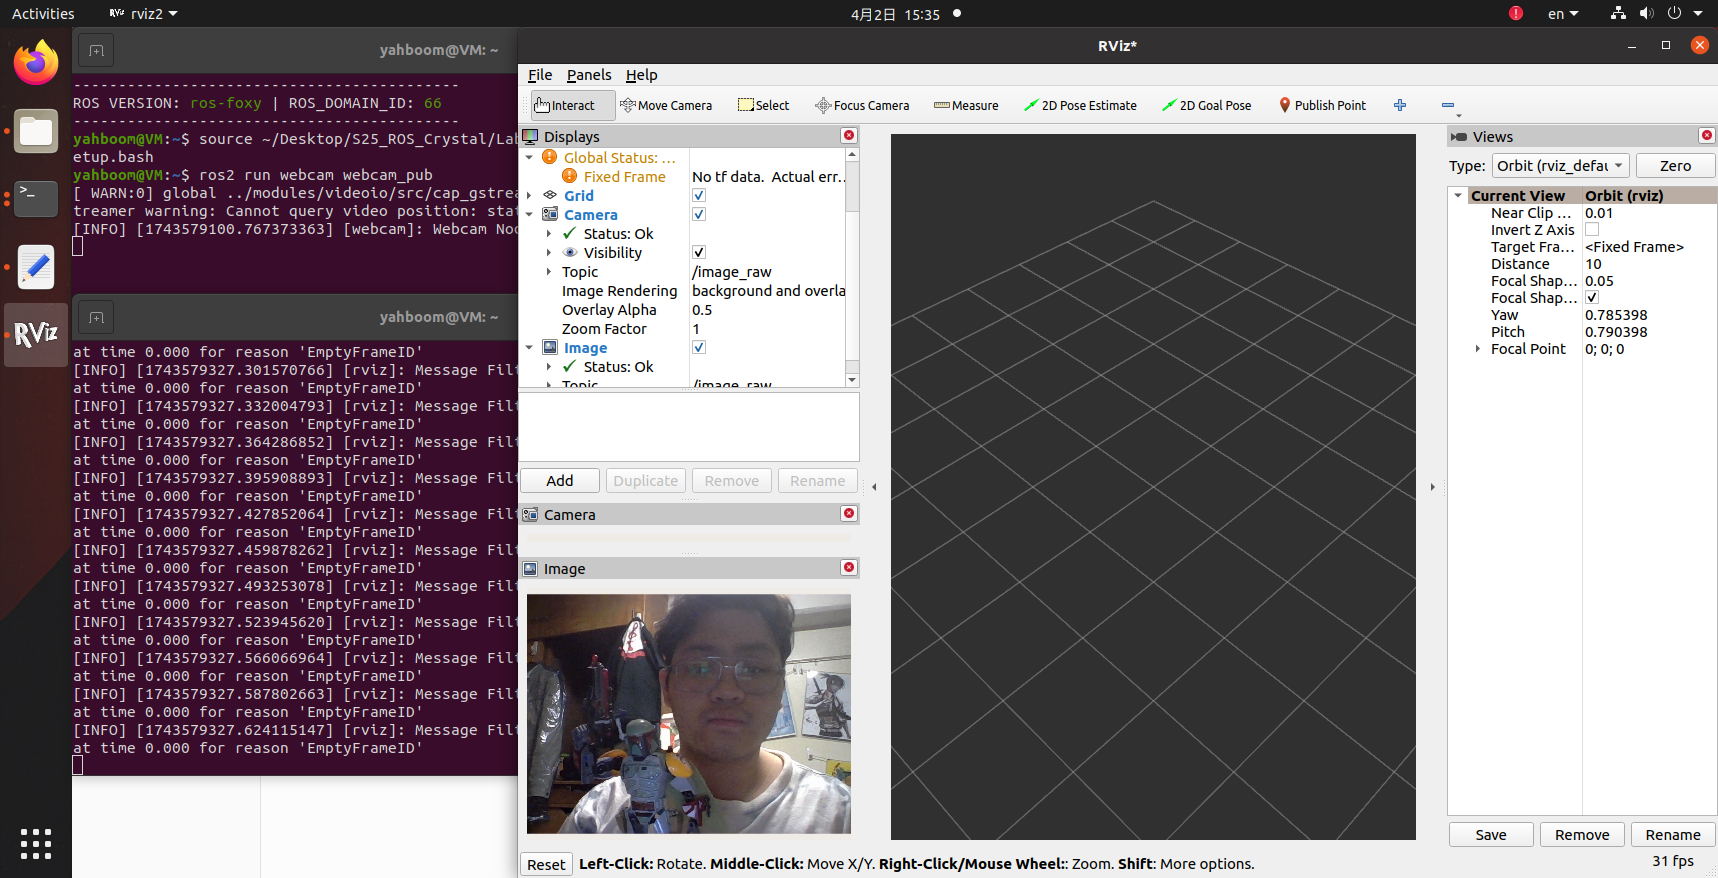 Activities
RViz rviz2
4月2日 15:35
en
yahboom@VM: ~
--------------------------------------------
ROS VERSION: ros-foxy | ROS_DOMAIN_ID: 66
--------------------------------------------
yahboom@VM:~$ source ~/Desktop/S25_ROS_Crystal/Lab
etup.bash
yahboom@VM:~$ ros2 run webcam webcam_pub
[ WARN:0] global ../modules/videoio/src/cap_gstrea
treamer warning: Cannot query video position: stat
[INFO] [1743579100.767373363] [webcam]: Webcam Nod
yahboom@VM: ~
at time 0.000 for reason 'EmptyFrameID'
[INFO] [1743579327.301570766] [rviz]: Message Filt
at time 0.000 for reason 'EmptyFrameID'
[INFO] [1743579327.332004793] [rviz]: Message Filt
at time 0.000 for reason 'EmptyFrameID'
[INFO] [1743579327.364286852] [rviz]: Message Filt
at time 0.000 for reason 'EmptyFrameID'
[INFO] [1743579327.395908893] [rviz]: Message Filt
at time 0.000 for reason 'EmptyFrameID'
[INFO] [1743579327.427852064] [rviz]: Message Filt
at time 0.000 for reason 'EmptyFrameID'
[INFO] [1743579327.459878262] [rviz]: Message Filt
at time 0.000 for reason 'EmptyFrameID'
[INFO] [1743579327.493253078] [rviz]: Message Filt
at time 0.000 for reason 'EmptyFrameID'
[INFO] [1743579327.523945620] [rviz]: Message Filt
at time 0.000 for reason 'EmptyFrameID'
[INFO] [1743579327.566066964] [rviz]: Message Filt
at time 0.000 for reason 'EmptyFrameID'
[INFO] [1743579327.587802663] [rviz]: Message Filt
at time 0.000 for reason 'EmptyFrameID'
[INFO] [1743579327.624115147] [rviz]: Message Filt
at time 0.000 for reason 'EmptyFrameID'
RViz
RViz*
File Panels Help
Interact Move Camera Select Focus Camera Measure 2D Pose Estimate 2D Goal Pose Publish Point
Displays
Global Status: ...
Fixed Frame No tf data. Actual err...
Grid
Camera
Status: Ok
Visibility
Topic /image_raw
Image Rendering background and overla
Overlay Alpha 0.5
Zoom Factor 1
Image
Status: Ok
Topic /image_raw
Add Duplicate Remove Rename
Camera
Image
Views
Type: Orbit (rviz_defau Zero
Current View Orbit (rviz)
Near Clip ... 0.01
Invert Z Axis
Target Fra... <Fixed Frame>
Distance 10
Focal Shap... 0.05
Focal Shap...
Yaw 0.785398
Pitch 0.790398
Focal Point 0; 0; 0
Save Remove Rename
Reset Left-Click: Rotate. Middle-Click: Move X/Y. Right-Click/Mouse Wheel:: Zoom. Shift: More options.
31 fps